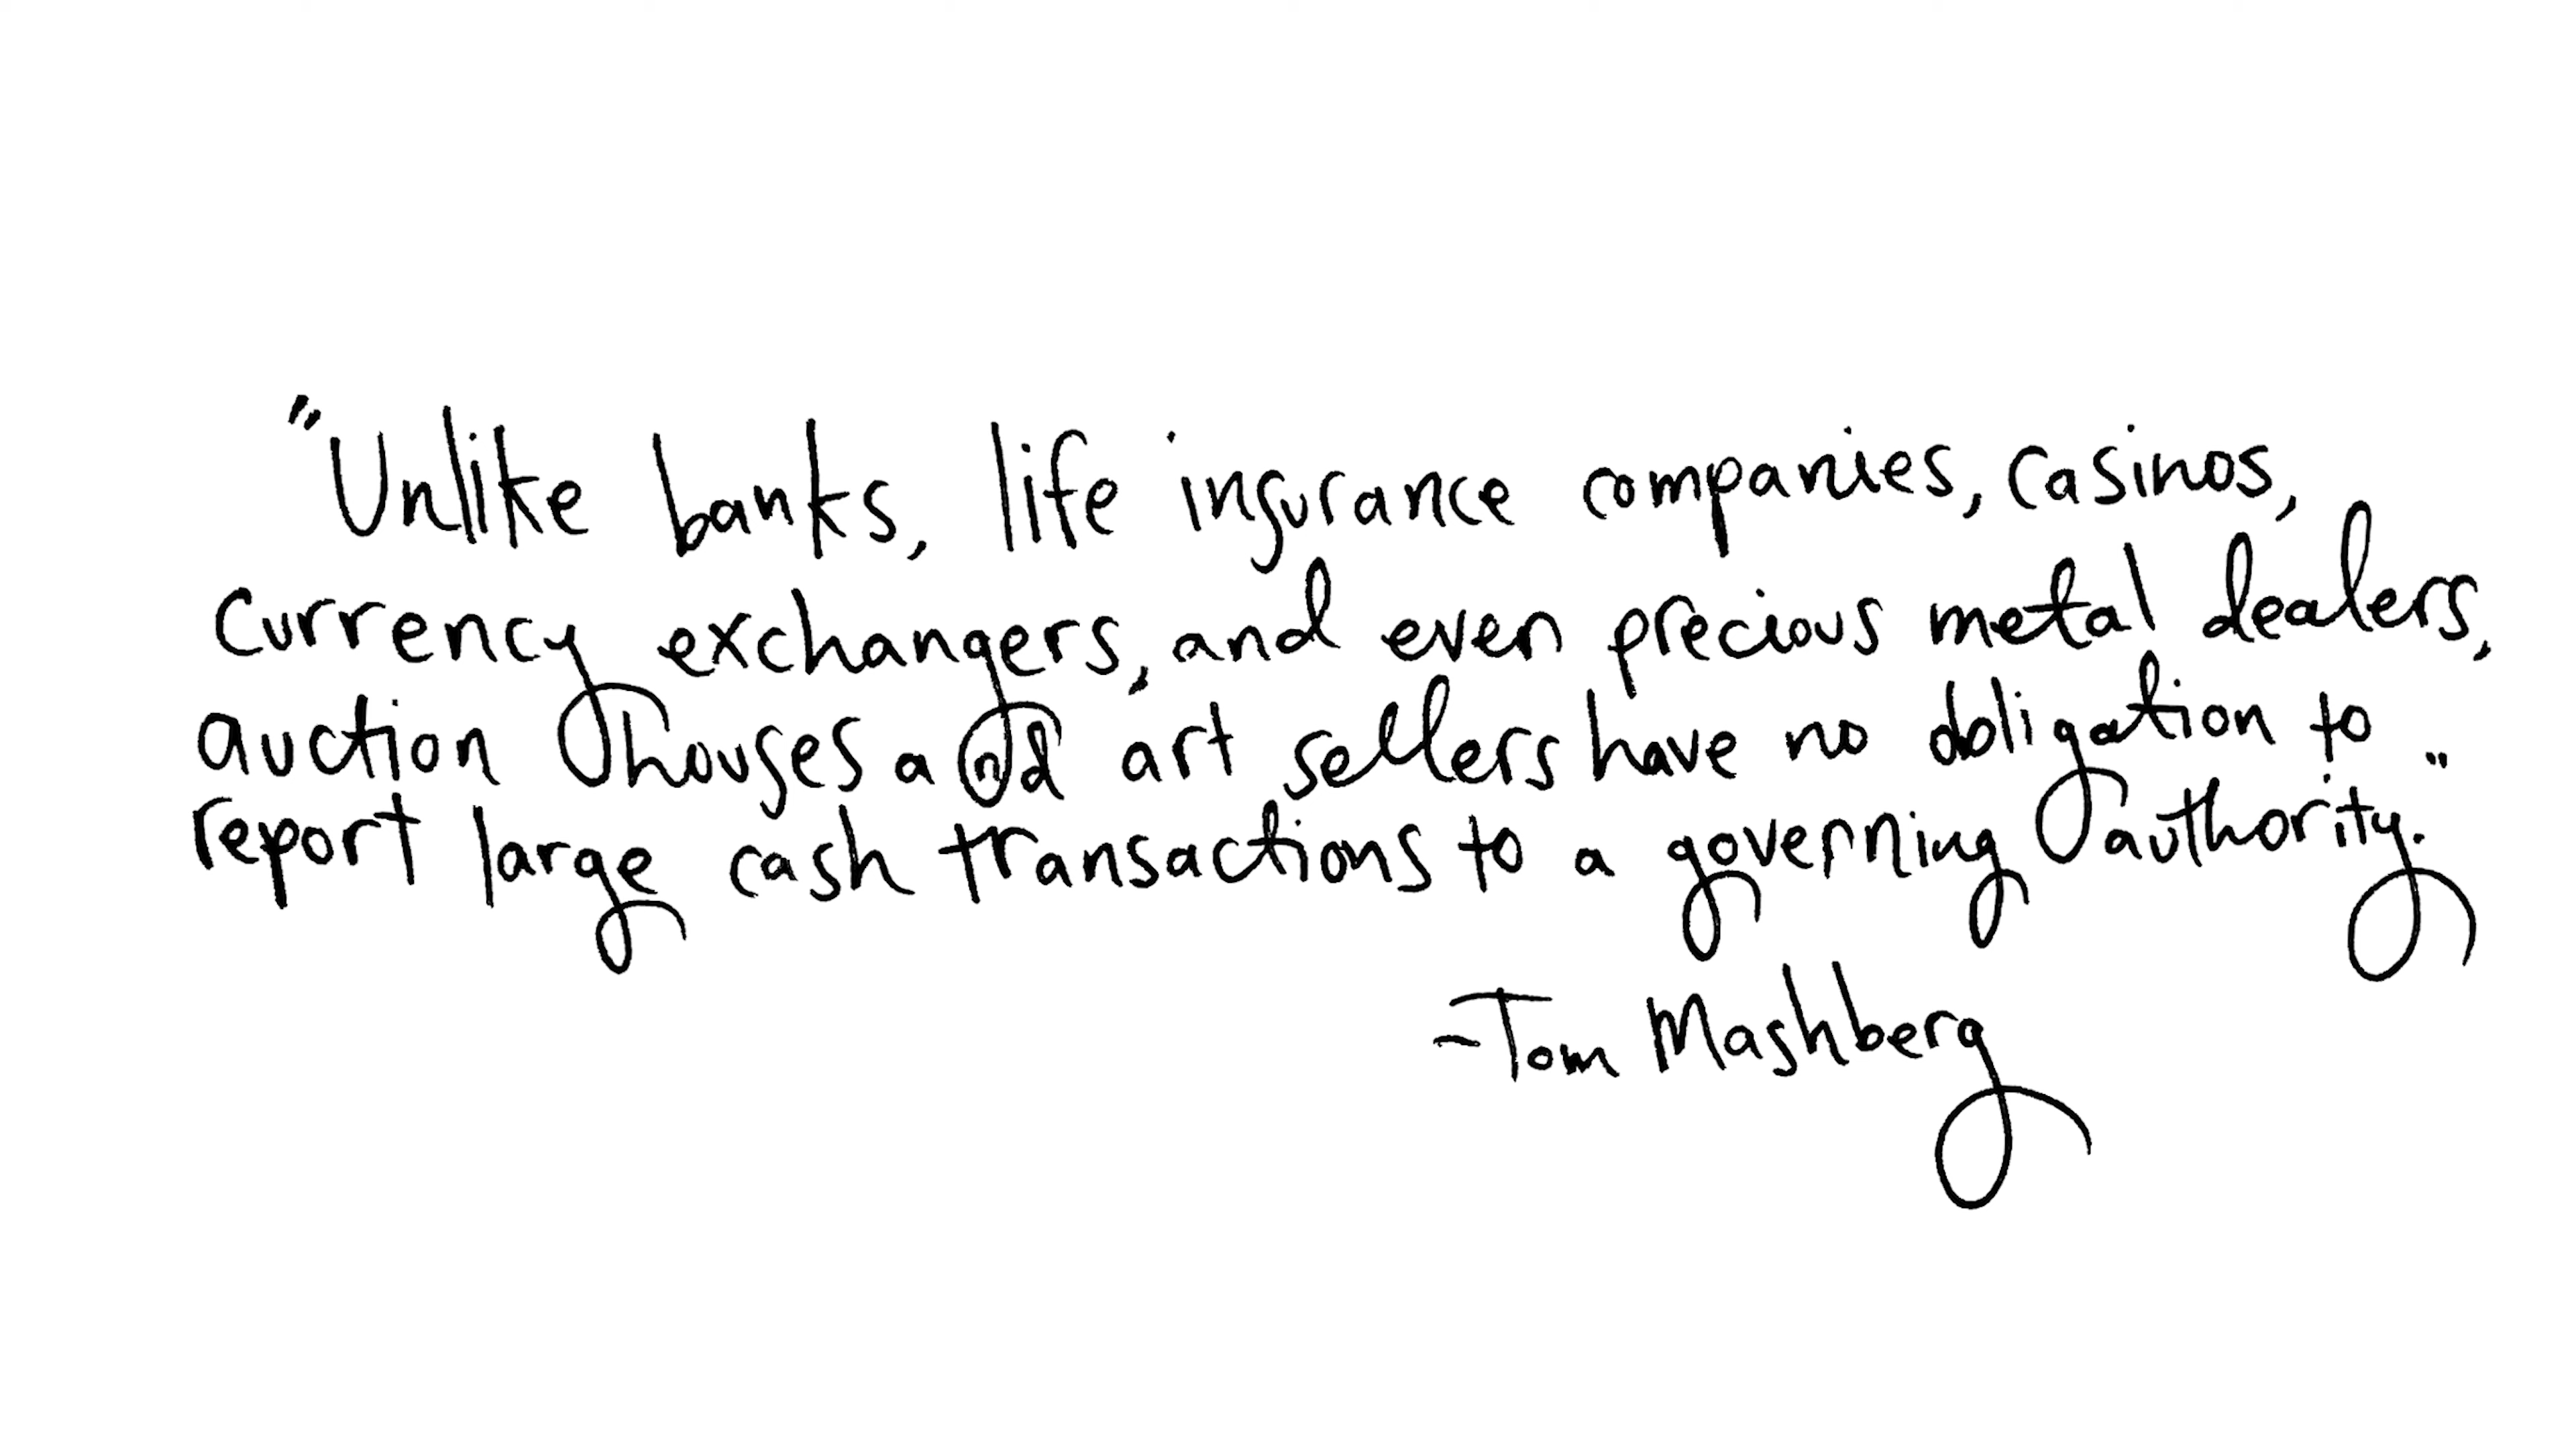 "Unlike banks, life insurance companies, casinos,
currency exchangers, and even precious metal dealers,
auction houses and art sellers have no obligation to
report large cash transactions to a governing authority."
-Tom Mashberg